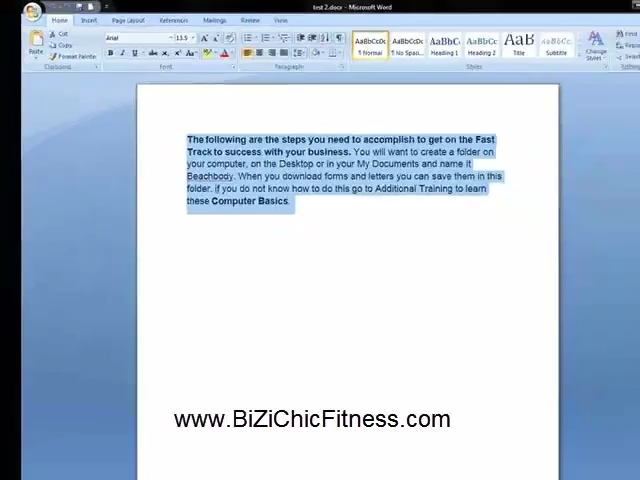 test 2.docx - Microsoft Word
Home Insert Page Layout References Mailings Review View
Cut
Copy
Format Painter
Paste
Clipboard
Arial 13.5
Font
Paragraph
AaBbCcDc AaBbCcDc AaBbC AaBbCc AaB AaBbCc.
¶ Normal ¶ No Spaci... Heading 1 Heading 2 Title Subtitle
Change
Styles
Styles
Find
Replace
Select
The following are the steps you need to accomplish to get on the Fast
Track to success with your business. You will want to create a folder on
your computer, on the Desktop or in your My Documents and name it
Beachbody. When you download forms and letters you can save them in this
folder. If you do not know how to do this go to Additional Training to learn
these Computer Basics.
www.BiZiChicFitness.com